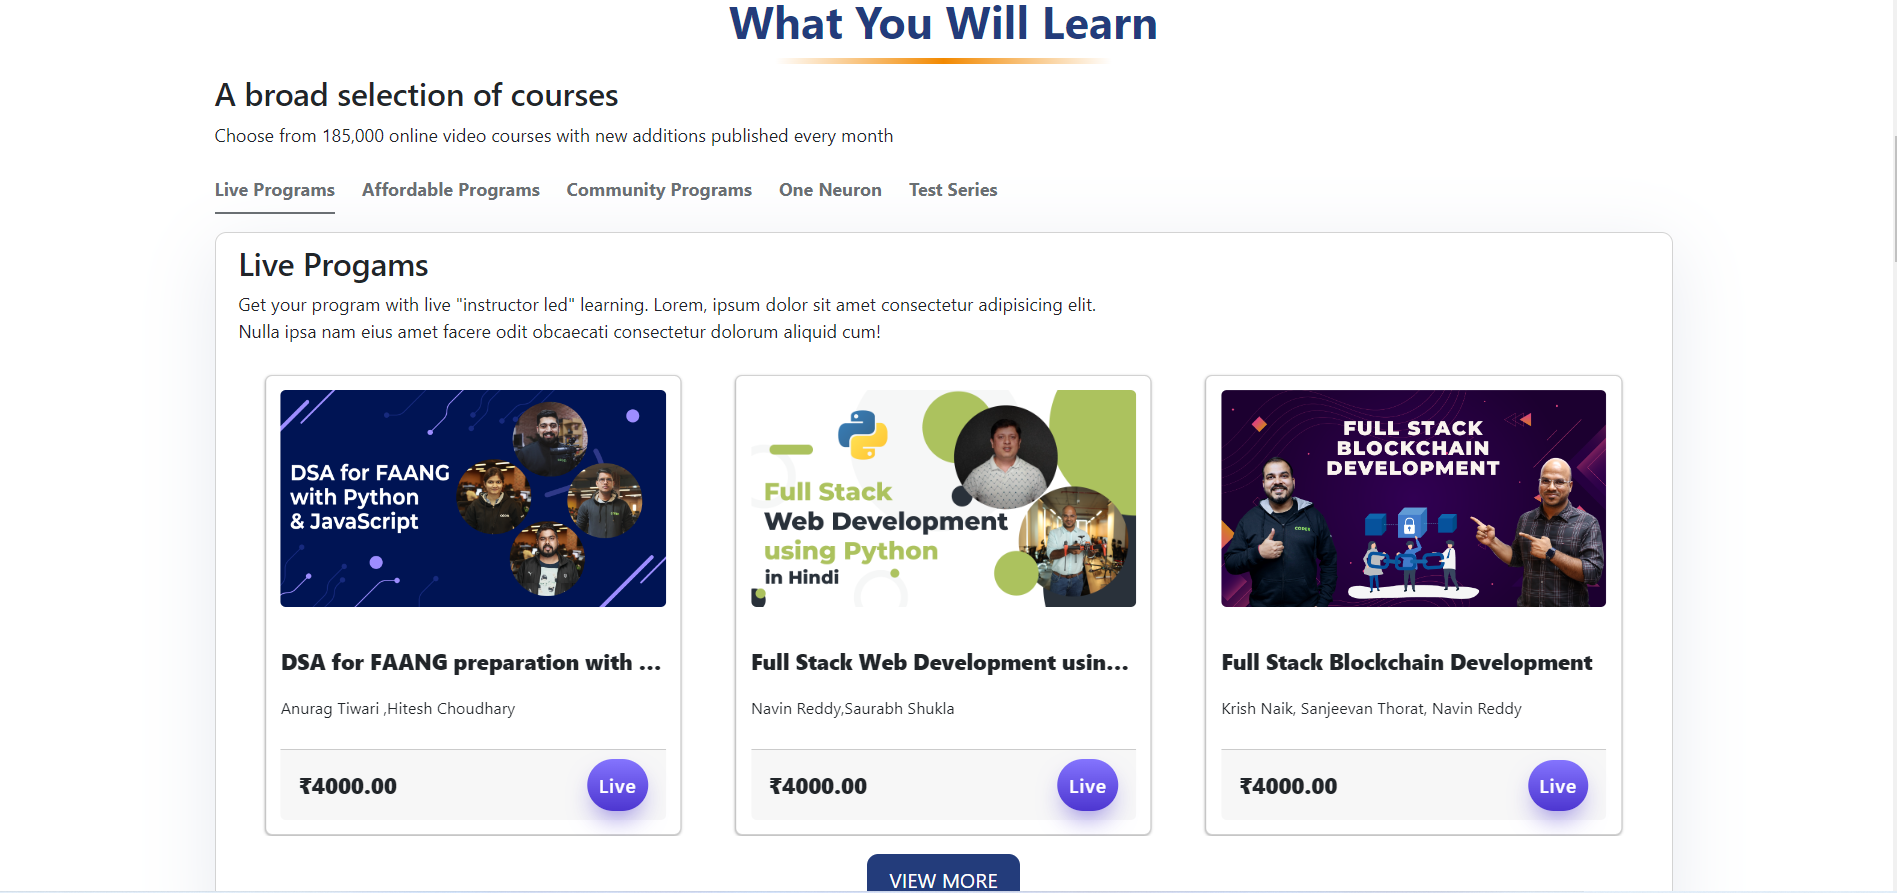 What You Will Learn
A broad selection of courses
Choose from 185,000 online video courses with new additions published every month
Live Programs Affordable Programs Community Programs One Neuron Test Series
Live Progams
Get your program with live "instructor led" learning. Lorem, ipsum dolor sit amet consectetur adipisicing elit.
Nulla ipsa nam eius amet facere odit obcaecati consectetur dolorum aliquid cum!
DSA for FAANG
with Python
& JavaScript
DSA for FAANG preparation with ...
Anurag Tiwari ,Hitesh Choudhary
₹4000.00
Live
Full Stack
Web Development
using Python
in Hindi
Full Stack Web Development usin...
Navin Reddy,Saurabh Shukla
₹4000.00
Live
FULL STACK
BLOCKCHAIN
DEVELOPMENT
Full Stack Blockchain Development
Krish Naik, Sanjeevan Thorat, Navin Reddy
₹4000.00
Live
VIEW MORE